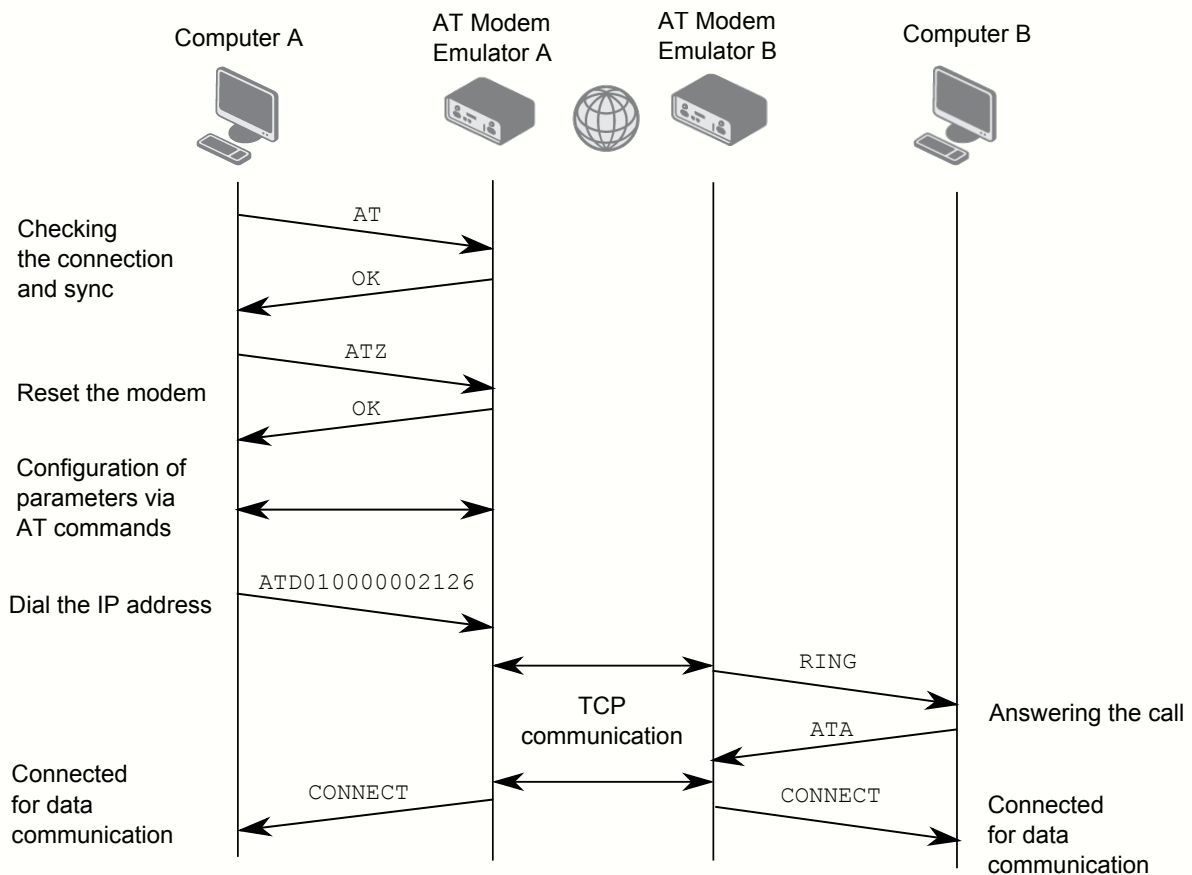 Computer A
AT Modem
Emulator A
AT Modem
Emulator B
Computer B
Checking
the connection
and sync
AT
OK
Reset the modem
ATZ
OK
Configuration of
parameters via
AT commands
Dial the IP address
ATD010000002126
RING
TCP
communication
Answering the call
ATA
Connected
for data
communication
CONNECT
CONNECT
Connected
for data
communication